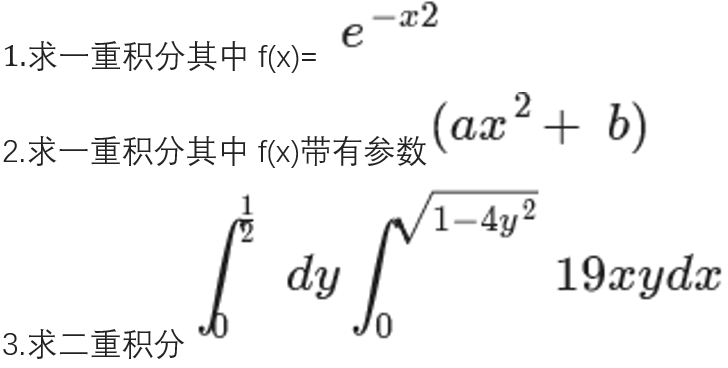 1.求一重积分其中 f(x)= e^{-x2}
2.求一重积分其中 f(x)带有参数 (ax^2 + b)
3.求二重积分 ∫_0^{\frac{1}{2}} dy ∫_0^{\sqrt{1-4y^2}} 19xydx